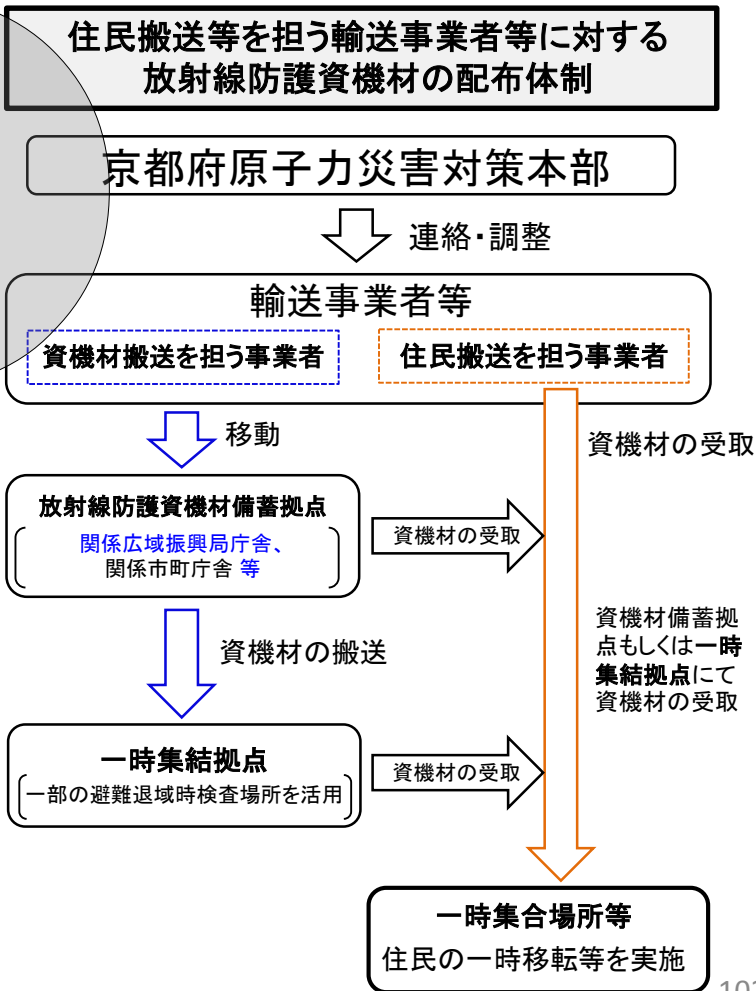 住民搬送等を担う輸送事業者等に対する
放射線防護資機材の配布体制
京都府原子力災害対策本部
連絡・調整
輸送事業者等
資機材搬送を担う事業者
住民搬送を担う事業者
移動
資機材の受取
放射線防護資機材備蓄拠点
関係広域振興局庁舎、
関係市町庁舎 等
資機材の受取
資機材の搬送
資機材備蓄拠
点もしくは一時
集結拠点にて
資機材の受取
一時集結拠点
一部の避難退域時検査場所を活用
資機材の受取
一時集合場所等
住民の一時移転等を実施